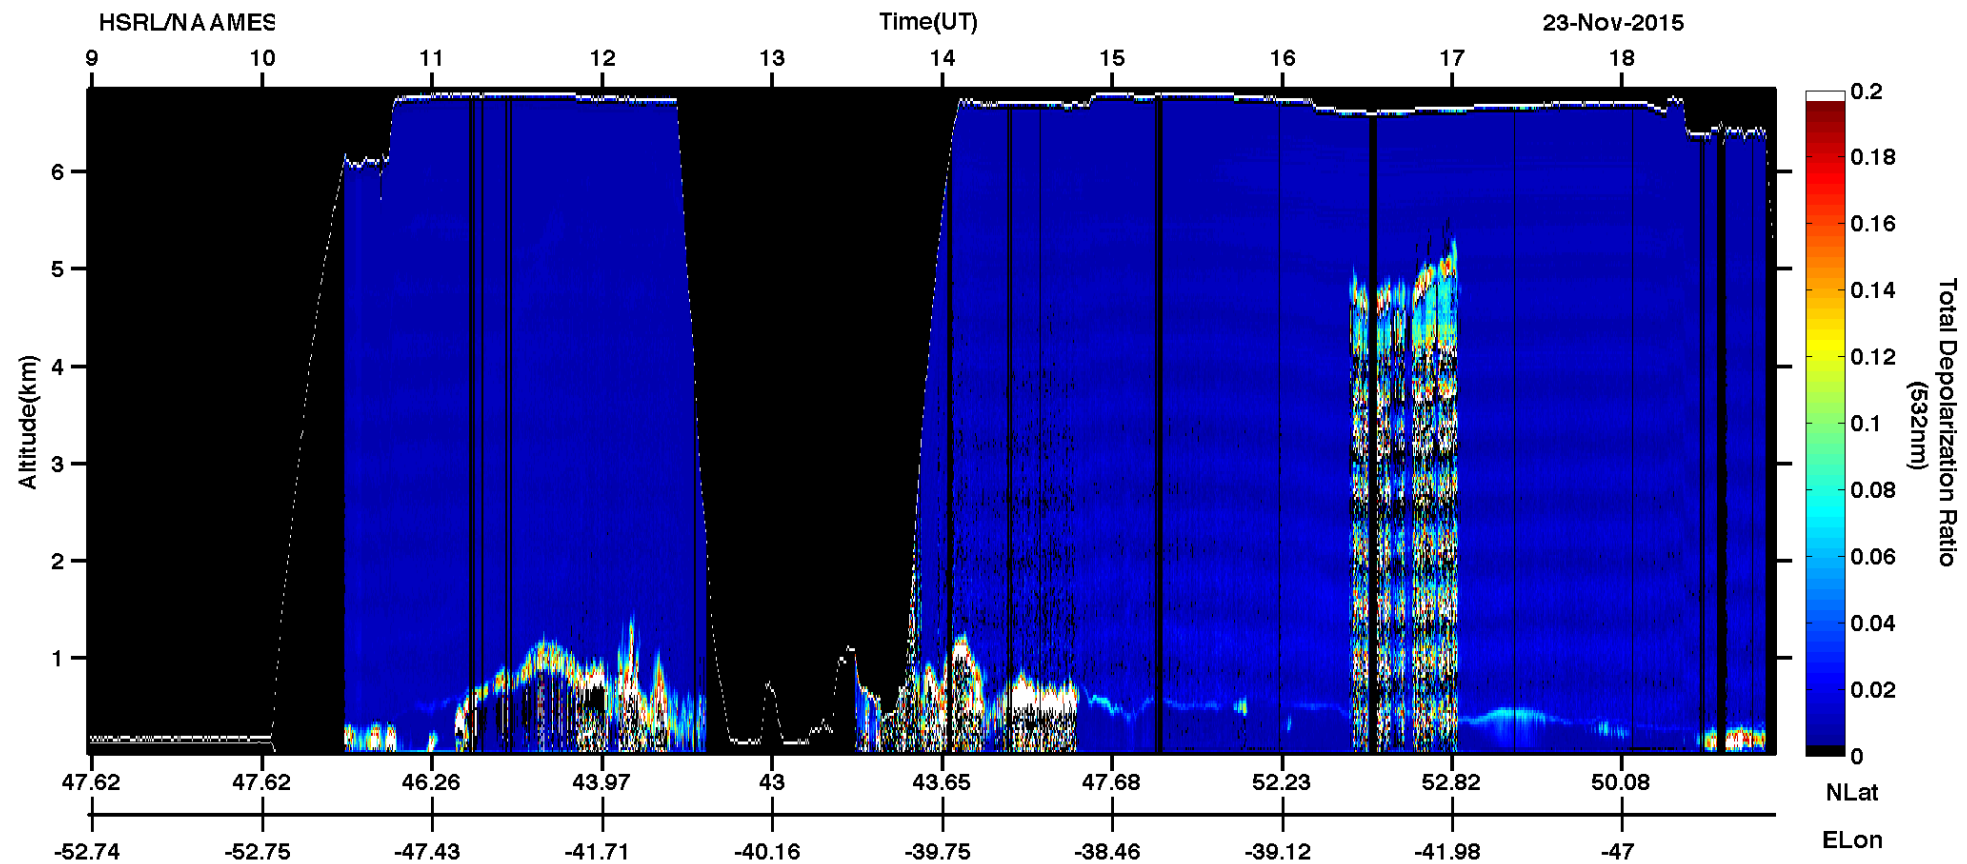 HSRL/NAAMES Time(UT) 23-Nov-2015
9 10 11 12 13 14 15 16 17 18
Altitude(km)
6
5
4
3
2
1
0.2
0.18
0.16
0.14
0.12
0.1
0.08
0.06
0.04
0.02
0
Total Depolarization Ratio
(532nm)
47.62 47.62 46.26 43.97 43 43.65 47.68 52.23 52.82 50.08 NLat
-52.74 -52.75 -47.43 -41.71 -40.16 -39.75 -38.46 -39.12 -41.98 -47 ELon